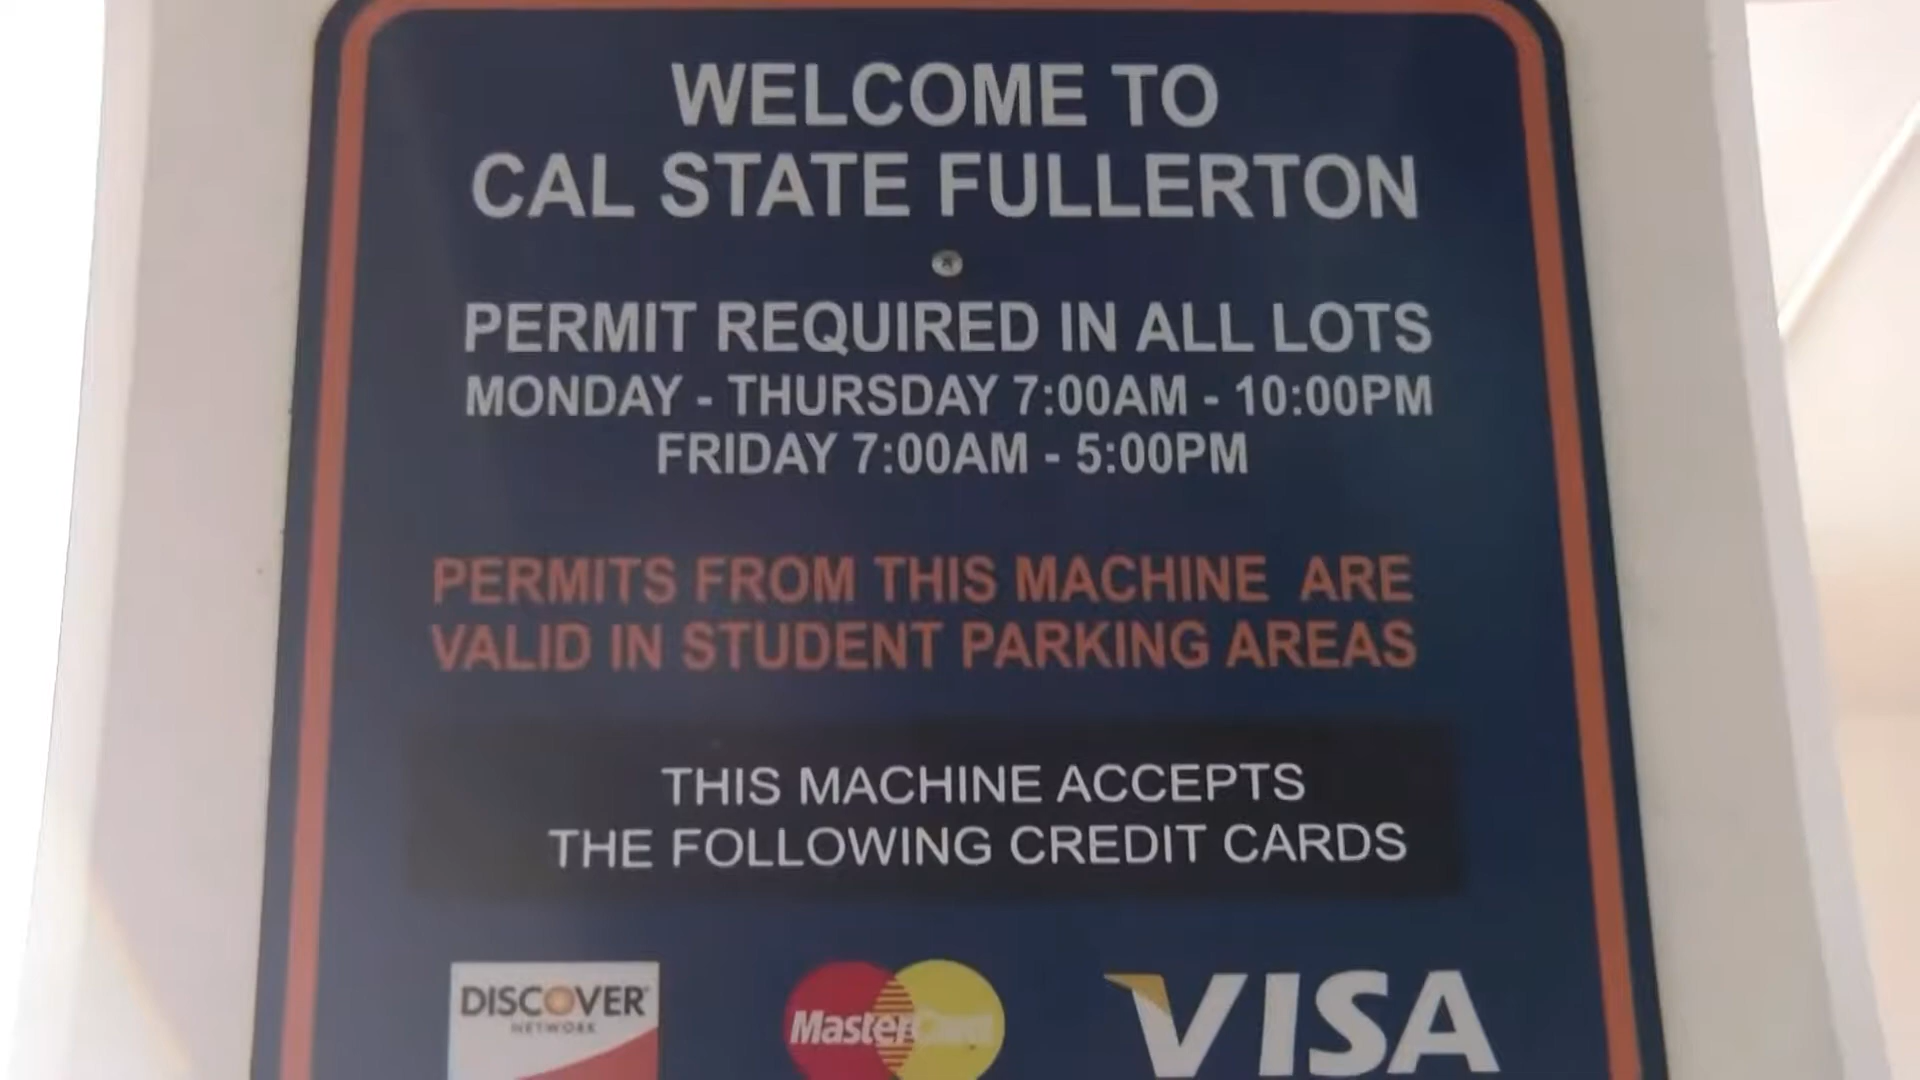 WELCOME TO
CAL STATE FULLERTON
PERMIT REQUIRED IN ALL LOTS
MONDAY - THURSDAY 7:00AM - 10:00PM
FRIDAY 7:00AM - 5:00PM
PERMITS FROM THIS MACHINE ARE
VALID IN STUDENT PARKING AREAS
THIS MACHINE ACCEPTS
THE FOLLOWING CREDIT CARDS
DISCOVER
NETWORK
MasterCard
VISA